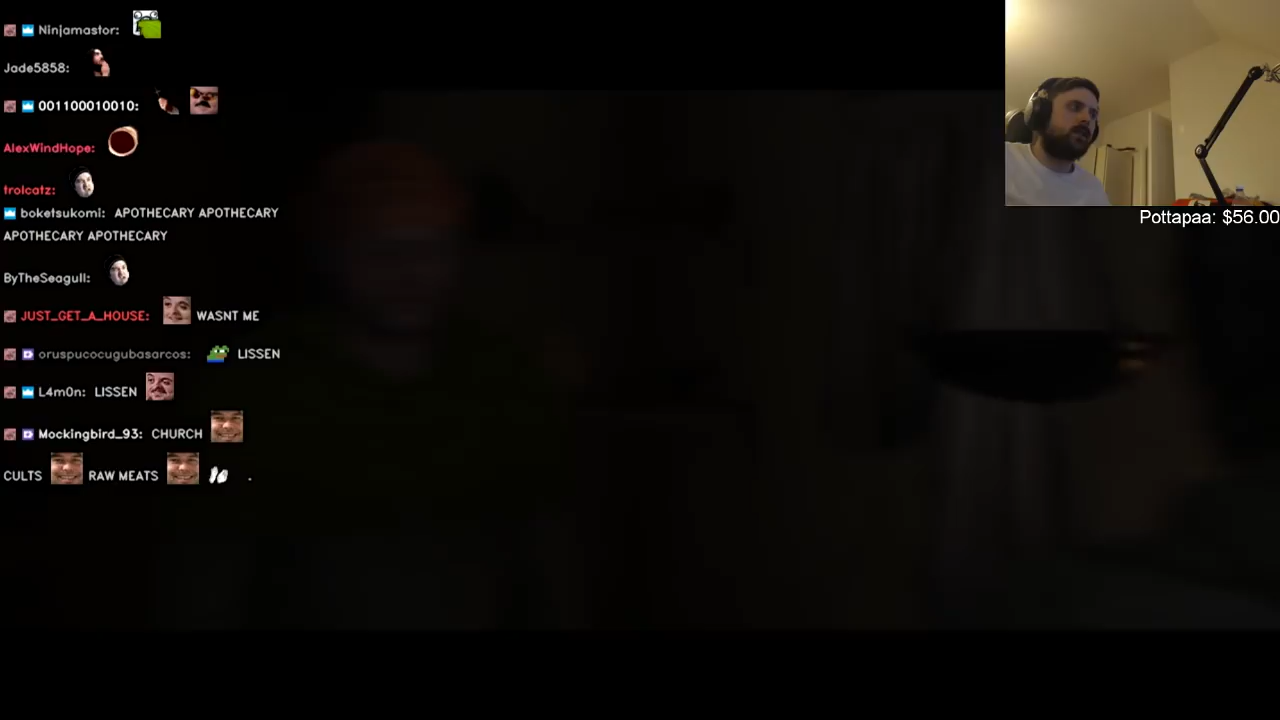 Ninjamastor:
Jade5858:
001100010010:
AlexWindHope:
trolcatz:
boketsukomi: APOTHECARY APOTHECARY
APOTHECARY APOTHECARY
ByTheSeagull:
JUST_GET_A_HOUSE: WASNT ME
oruspucocugubasarcos: LISSEN
L4m0n: LISSEN
Mockingbird_93: CHURCH
CULTS RAW MEATS .
Pottapaa: $56.00